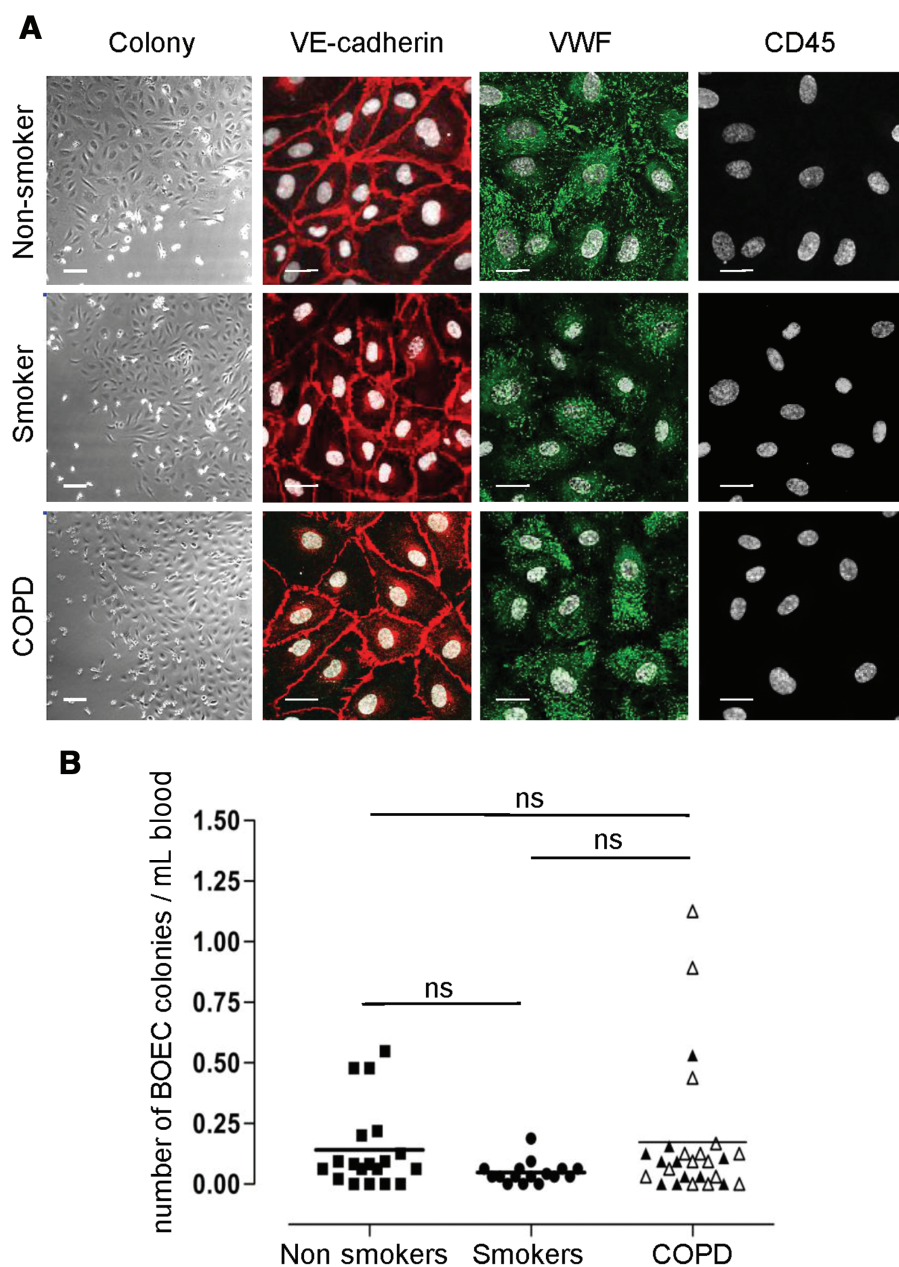 A
Colony
VE-cadherin
VWF
CD45
Non-smoker
Smoker
COPD
B
number of BOEC colonies / mL blood
1.50
1.25
1.00
0.75
0.50
0.25
0.00
ns
ns
ns
Non smokers
Smokers
COPD